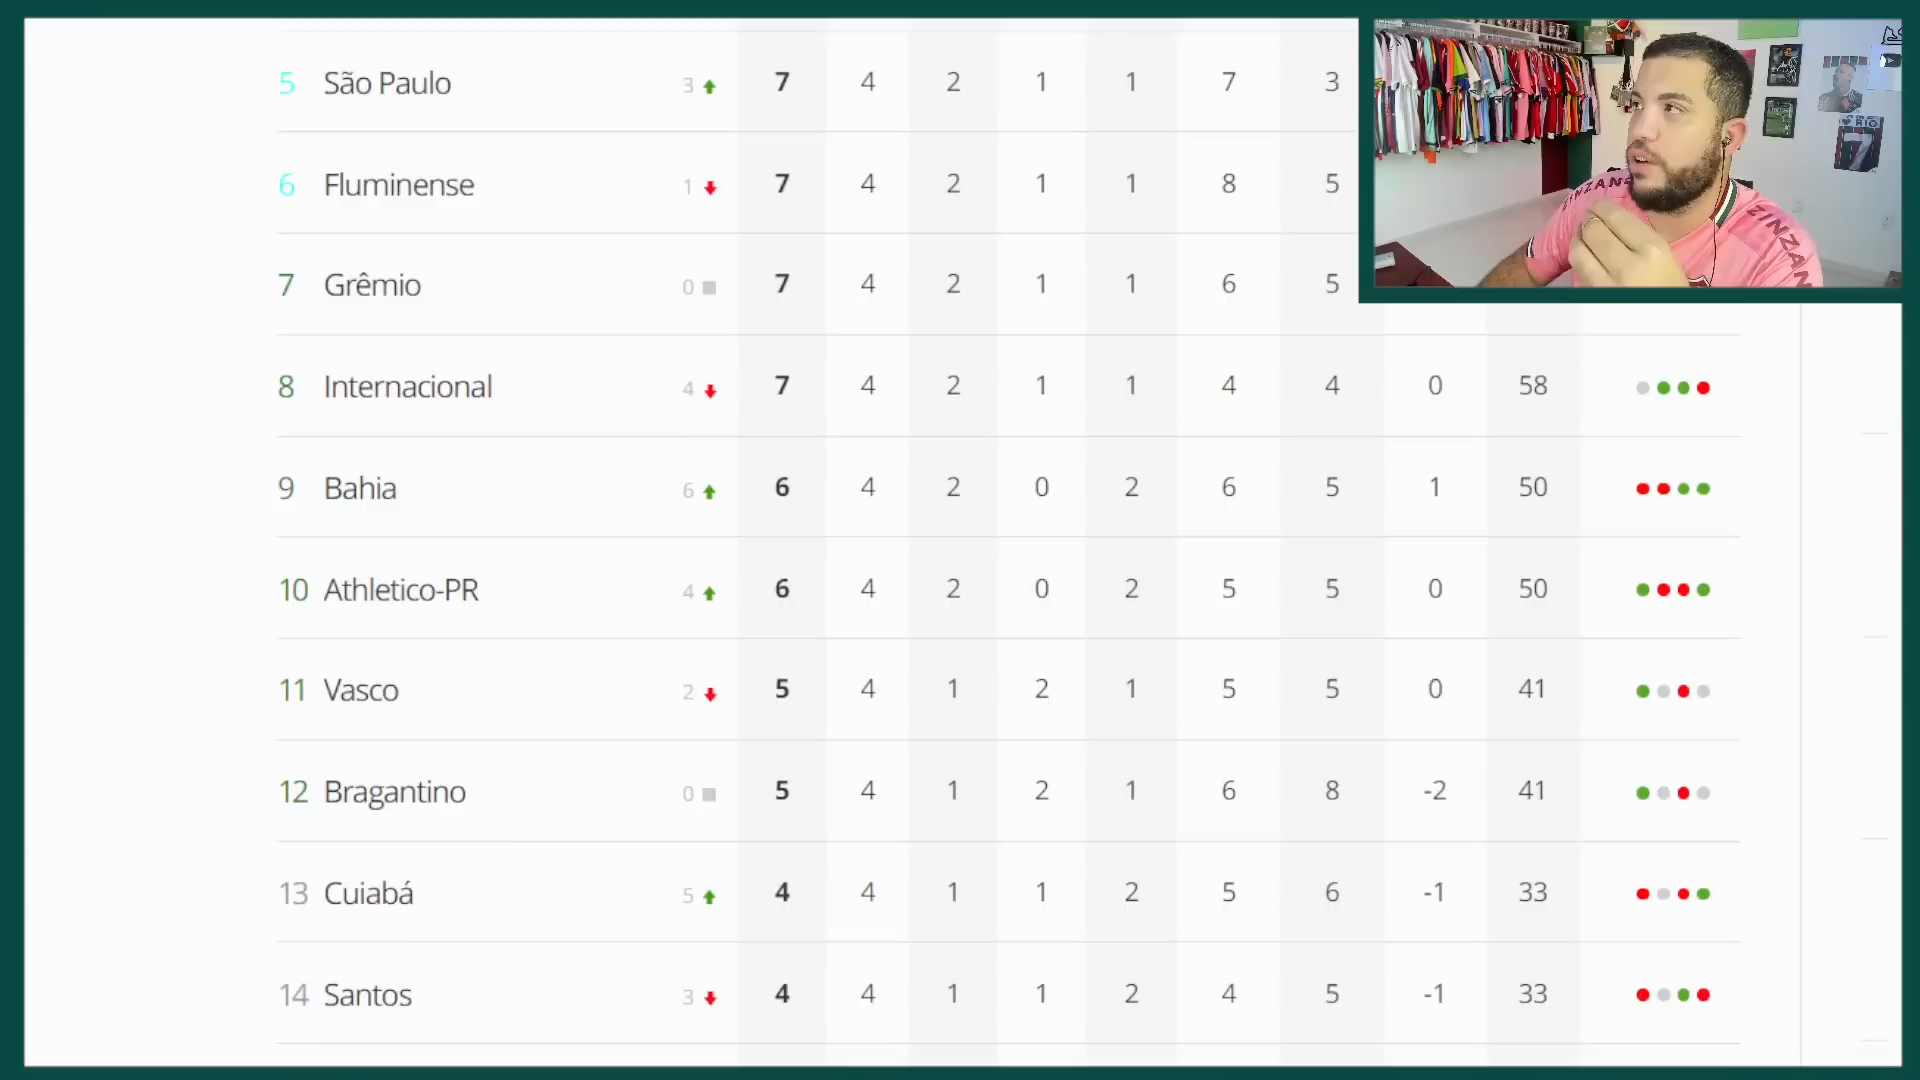 5 São Paulo 3 7 4 2 1 1 7 3
6 Fluminense 1 7 4 2 1 1 8 5
7 Grêmio 0 7 4 2 1 1 6 5
8 Internacional 4 7 4 2 1 1 4 4 0 58
9 Bahia 6 6 4 2 0 2 6 5 1 50
10 Athletico-PR 4 6 4 2 0 2 5 5 0 50
11 Vasco 2 5 4 1 2 1 5 5 0 41
12 Bragantino 0 5 4 1 2 1 6 8 -2 41
13 Cuiabá 5 4 4 1 1 2 5 6 -1 33
14 Santos 3 4 4 1 1 2 4 5 -1 33
RIO
7
ZINZANE